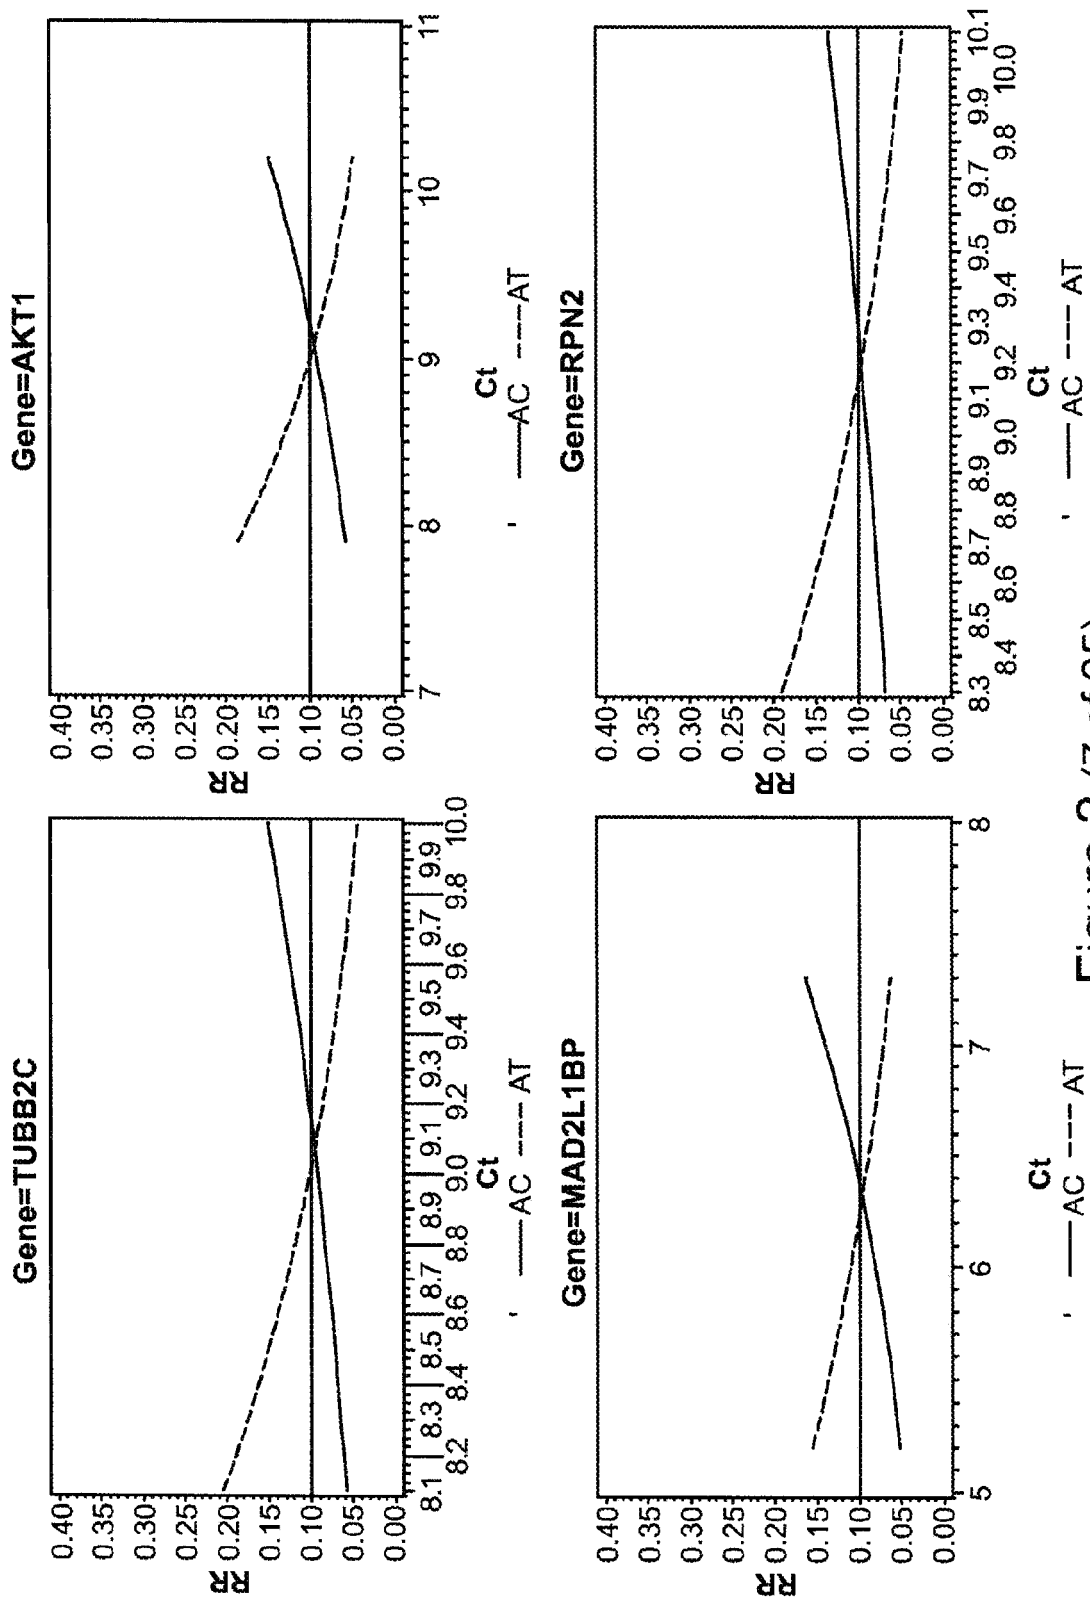 Gene=TUBB2C
RR
0.40
0.35
0.30
0.25
0.20
0.15
0.10
0.05
0.00
8.1 8.3 8.5 8.7 8.9 9.1 9.3 9.5 9.7 9.9
8.2 8.4 8.6 8.8 9.0 9.2 9.4 9.6 9.8 10.0
Ct
' —— AC ---- AT
Gene=AKT1
RR
0.40
0.35
0.30
0.25
0.20
0.15
0.10
0.05
0.00
7 8 9 10 11
Ct
' —— AC ---- AT
Gene=MAD2L1BP
RR
0.40
0.35
0.30
0.25
0.20
0.15
0.10
0.05
0.00
5 6 7 8
Ct
' —— AC ---- AT
Gene=RPN2
RR
0.40
0.35
0.30
0.25
0.20
0.15
0.10
0.05
0.00
8.3 8.5 8.7 8.9 9.1 9.3 9.5 9.7 9.9 10.1
8.4 8.6 8.8 9.0 9.2 9.4 9.6 9.8 10.0
Ct
' —— AC ---- AT
Figure 2